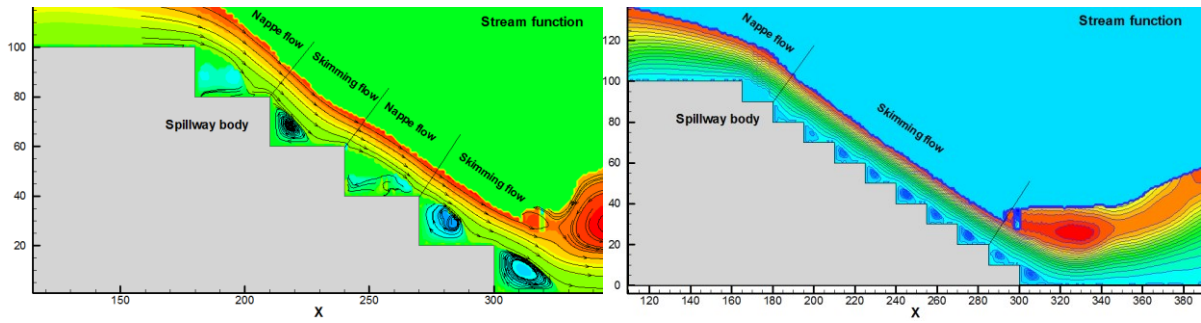 Stream function
Nappe flow
Skimming flow
Nappe flow
Skimming flow
Spillway body
100
80
60
40
20
150
200
250
300
X
Stream function
Nappe flow
Skimming flow
Spillway body
120
100
80
60
40
20
0
120
140
160
180
200
220
240
260
280
300
320
340
360
380
X